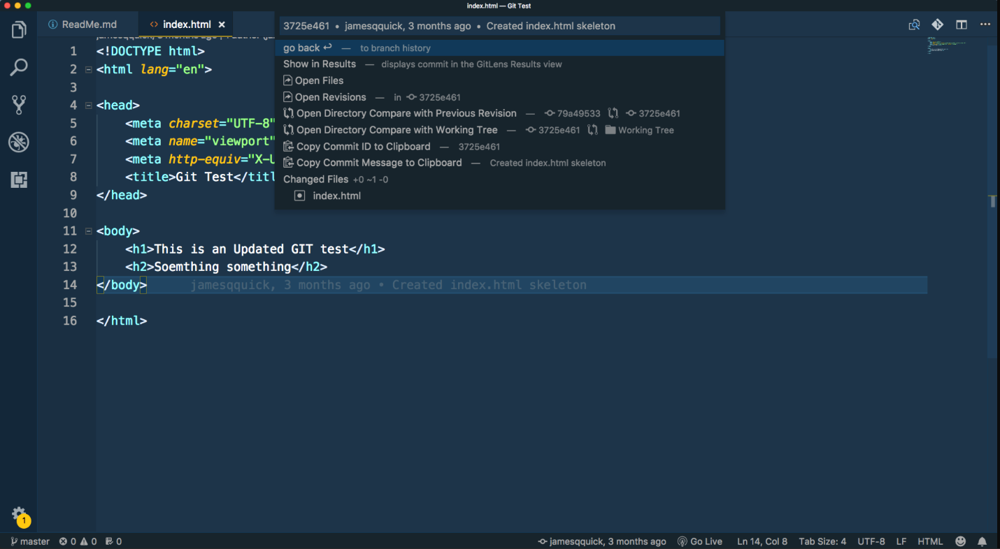 index.html — Git Test
ReadMe.md
<> index.html ×
3725e461 • jamesqquick, 3 months ago • Created index.html skeleton
go back ↩ — to branch history
Show in Results — displays commit in the GitLens Results view
Open Files
Open Revisions — in 3725e461
Open Directory Compare with Previous Revision — 79a49533 3725e461
Open Directory Compare with Working Tree — 3725e461 Working Tree
Copy Commit ID to Clipboard — 3725e461
Copy Commit Message to Clipboard — Created index.html skeleton
Changed Files +0 ~1 -0
index.html
1 <!DOCTYPE html>
2 <html lang="en">
3
4 <head>
5 <meta charset="UTF-8"
6 <meta name="viewport"
7 <meta http-equiv="X-U
8 <title>Git Test</titl
9 </head>
10
11 <body>
12 <h1>This is an Updated GIT test</h1>
13 <h2>Soemthing something</h2>
14 </body> jamesqquick, 3 months ago • Created index.html skeleton
15
16 </html>
1
master 0 0 0 jamesqquick, 3 months ago Go Live Ln 14, Col 8 Tab Size: 4 UTF-8 LF HTML